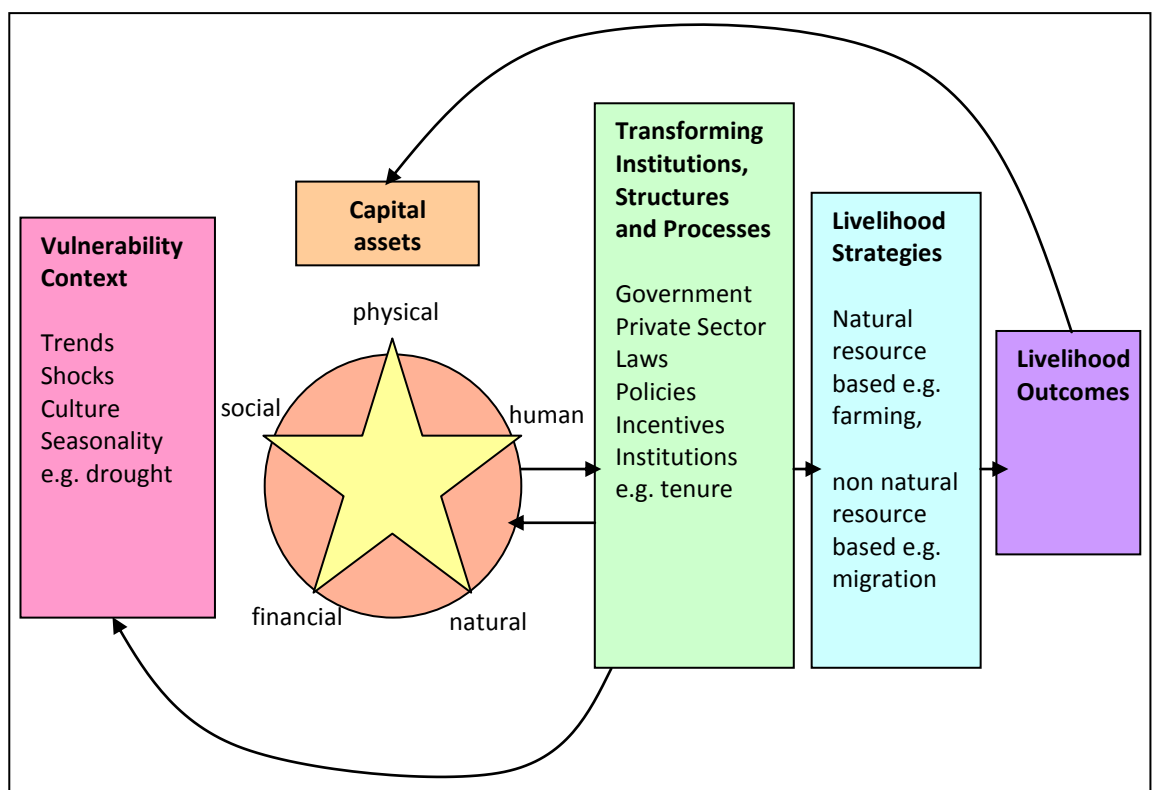 Vulnerability
Context
Trends
Shocks
Culture
Seasonality
e.g. drought
Capital
assets
physical
social
human
financial
natural
Transforming
Institutions,
Structures
and Processes
Government
Private Sector
Laws
Policies
Incentives
Institutions
e.g. tenure
Livelihood
Strategies
Natural
resource
based e.g.
farming,
non natural
resource
based e.g.
migration
Livelihood
Outcomes